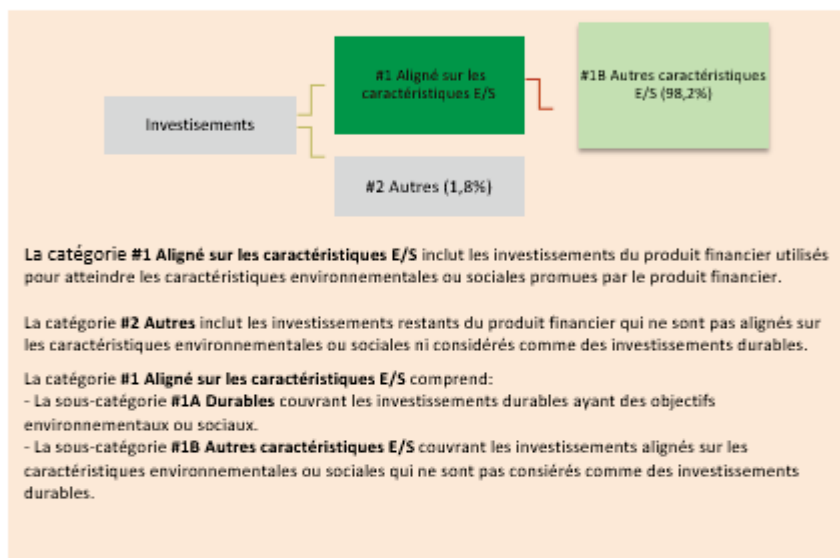 #1 Aligné sur les
caractéristiques E/S
#1B Autres caractéristiques
E/S (98,2%)
Investisements
#2 Autres (1,8%)
La catégorie #1 Aligné sur les caractéristiques E/S inclut les investissements du produit financier utilisés
pour atteindre les caractéristiques environnementales ou sociales promues par le produit financier.
La catégorie #2 Autres inclut les investissements restants du produit financier qui ne sont pas alignés sur
les caractéristiques environnementales ou sociales ni considérés comme des investissements durables.
La catégorie #1 Aligné sur les caractéristiques E/S comprend:
- La sous-catégorie #1A Durables couvrant les investissements durables ayant des objectifs
environnementaux ou sociaux.
- La sous-catégorie #1B Autres caractéristiques E/S couvrant les investissements alignés sur les
caractéristiques environnementales ou sociales qui ne sont pas consiérés comme des investissements
durables.